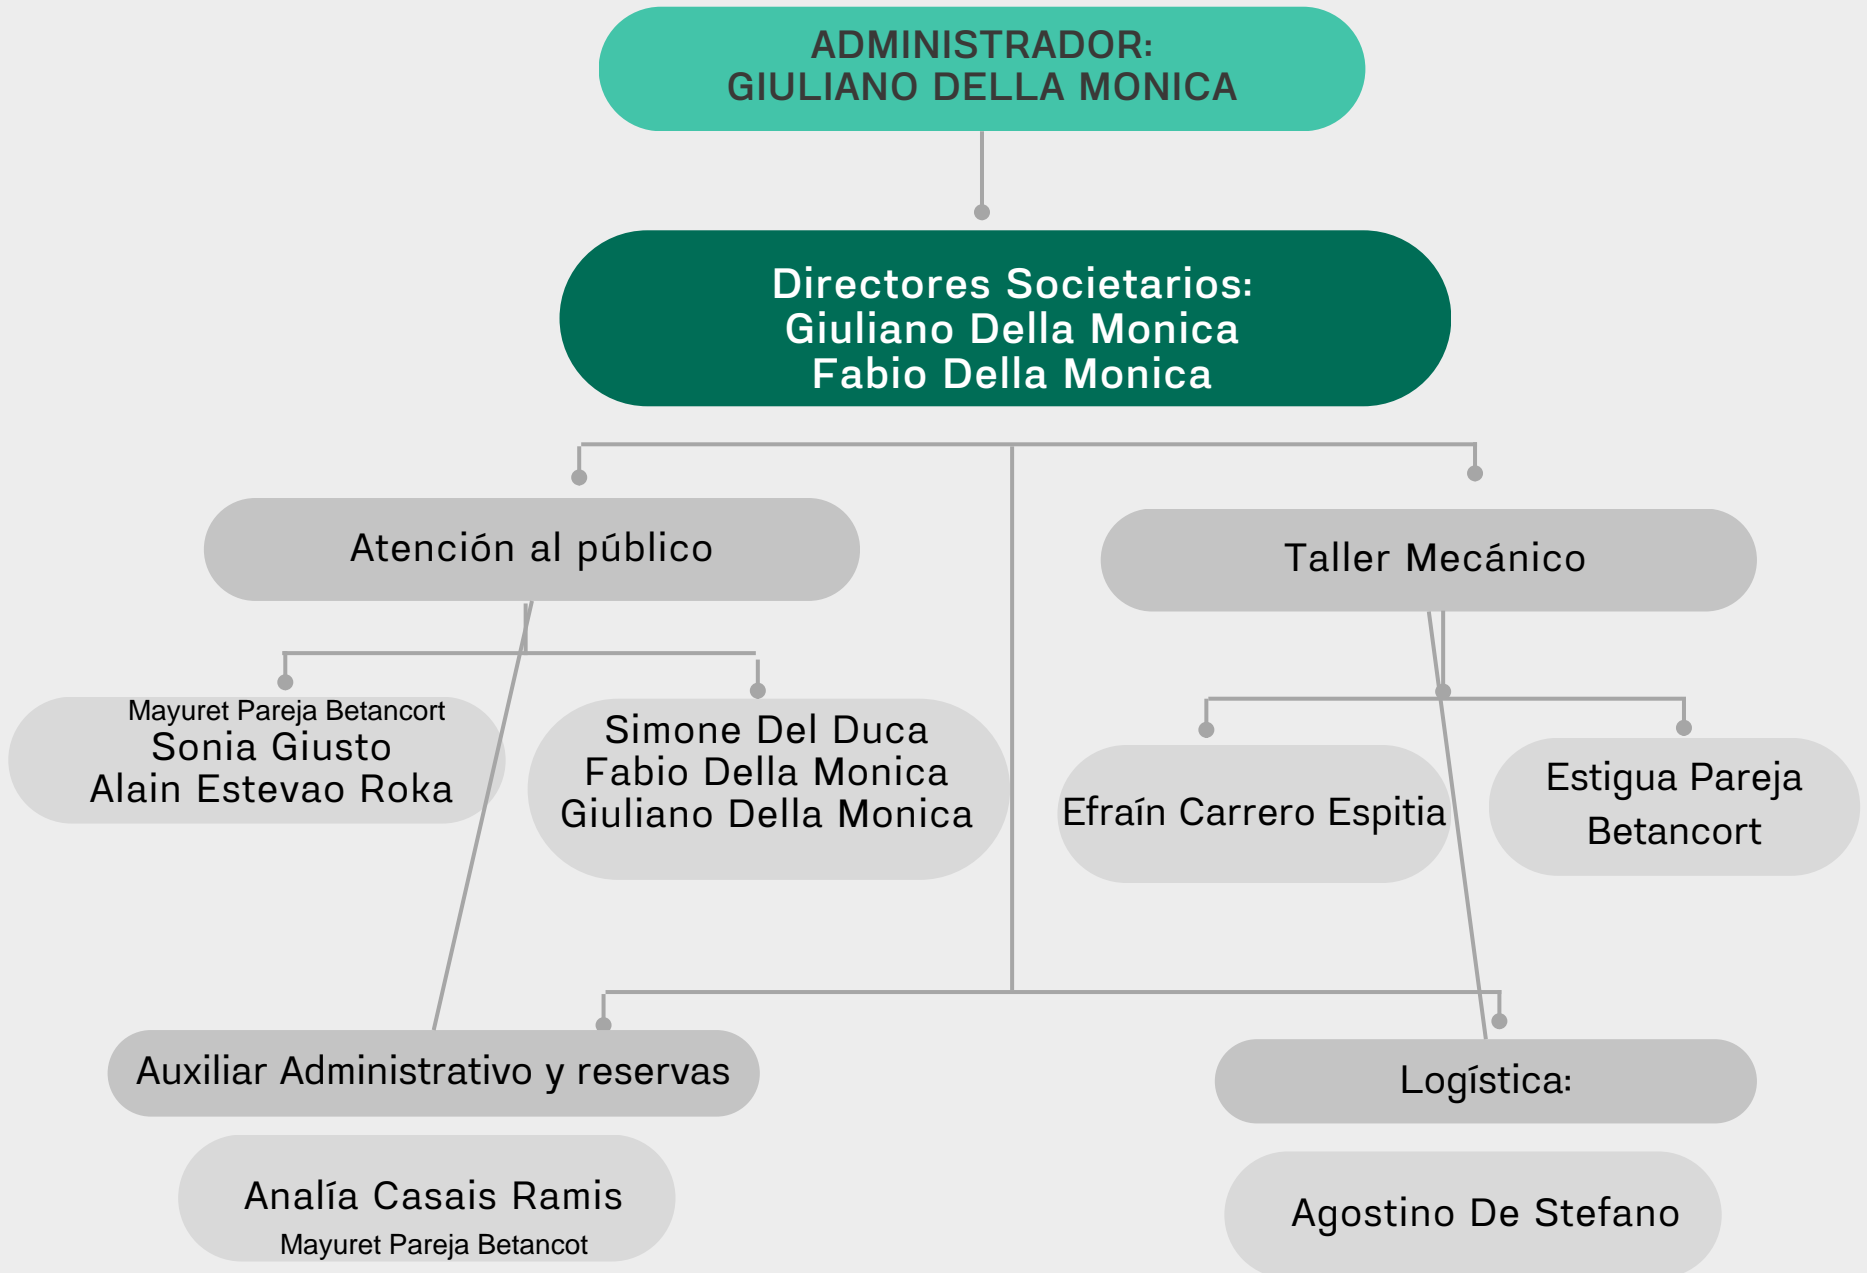 ADMINISTRADOR:
GIULIANO DELLA MONICA
Directores Societarios:
Giuliano Della Monica
Fabio Della Monica
Atención al público
Taller Mecánico
Mayuret Pareja Betancort
Sonia Giusto
Alain Estevao Roka
Simone Del Duca
Fabio Della Monica
Giuliano Della Monica
Efraín Carrero Espitia
Estigua Pareja
Betancort
Auxiliar Administrativo y reservas
Logística:
Analía Casais Ramis
Mayuret Pareja Betancot
Agostino De Stefano